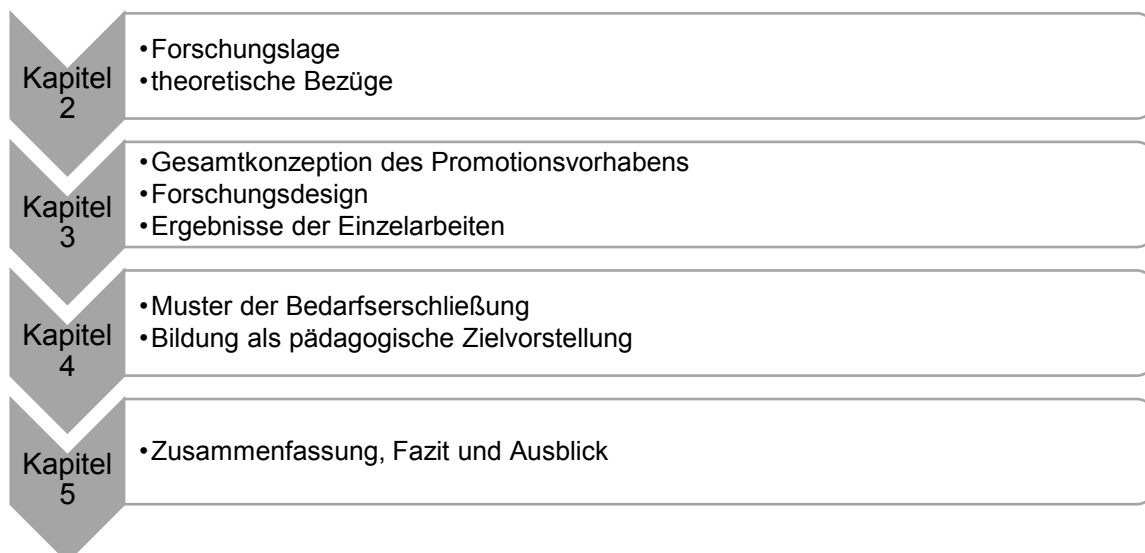 Kapitel
2
•Forschungslage
•theoretische Bezüge
Kapitel
3
•Gesamtkonzeption des Promotionsvorhabens
•Forschungsdesign
•Ergebnisse der Einzelarbeiten
Kapitel
4
•Muster der Bedarfserschließung
•Bildung als pädagogische Zielvorstellung
Kapitel
5
•Zusammenfassung, Fazit und Ausblick